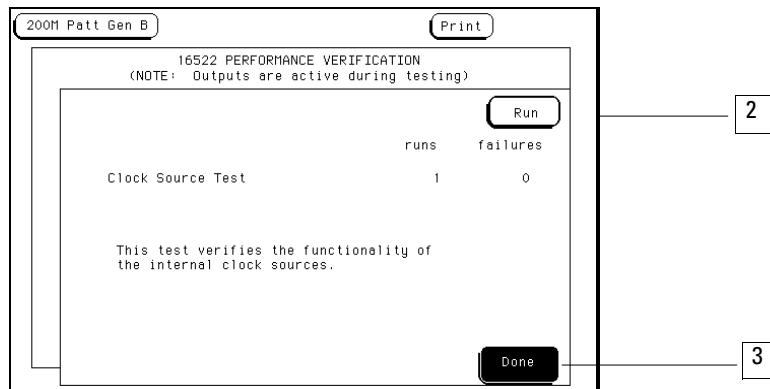 200M Patt Gen B
Print
16522 PERFORMANCE VERIFICATION
(NOTE: Outputs are active during testing)
Run
2
runs failures
Clock Source Test 1 0
This test verifies the functionality of
the internal clock sources.
Done
3